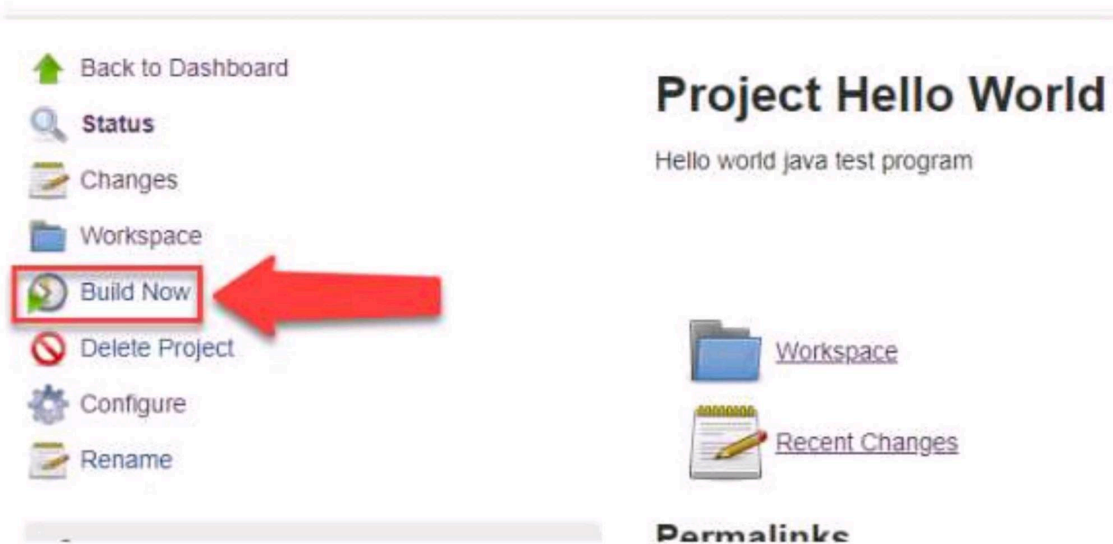 Back to Dashboard
Status
Changes
Workspace
Build Now
Delete Project
Configure
Rename
Project Hello World
Hello world java test program
Workspace
Recent Changes
Permalinks